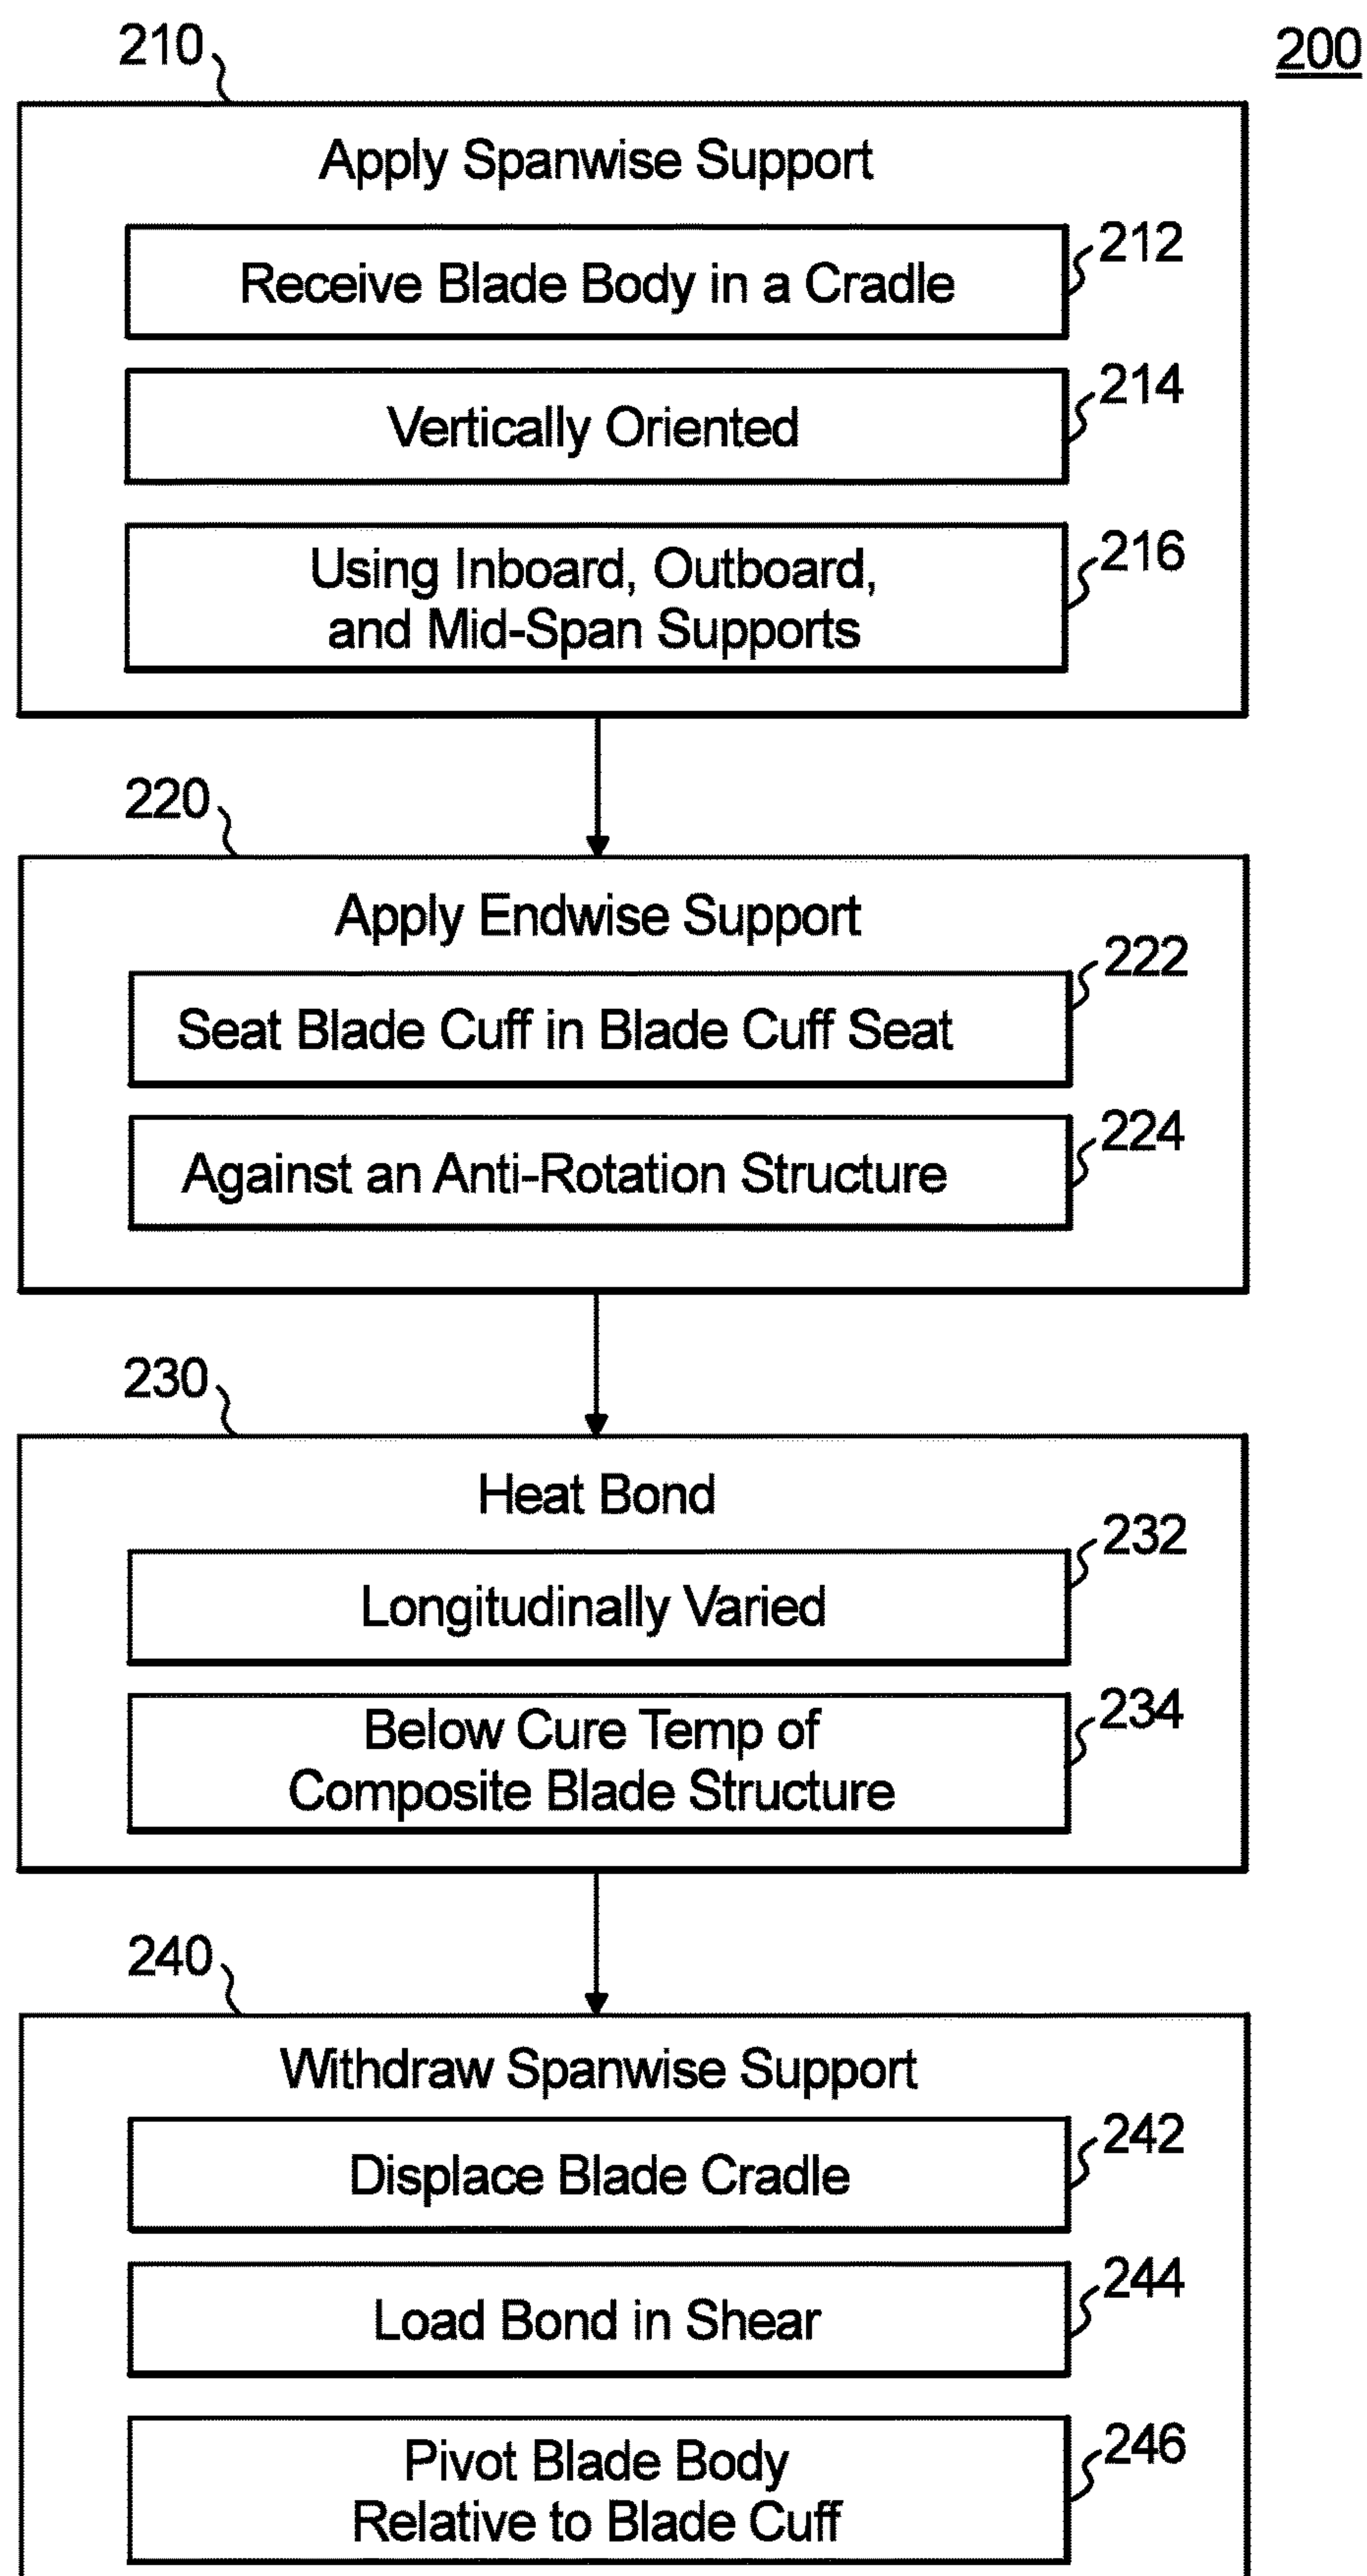 210
200
Apply Spanwise Support
Receive Blade Body in a Cradle
212
Vertically Oriented
214
Using Inboard, Outboard,
and Mid-Span Supports
216
220
Apply Endwise Support
Seat Blade Cuff in Blade Cuff Seat
222
Against an Anti-Rotation Structure
224
230
Heat Bond
Longitudinally Varied
232
Below Cure Temp of
Composite Blade Structure
234
240
Withdraw Spanwise Support
Displace Blade Cradle
242
Load Bond in Shear
244
Pivot Blade Body
Relative to Blade Cuff
246